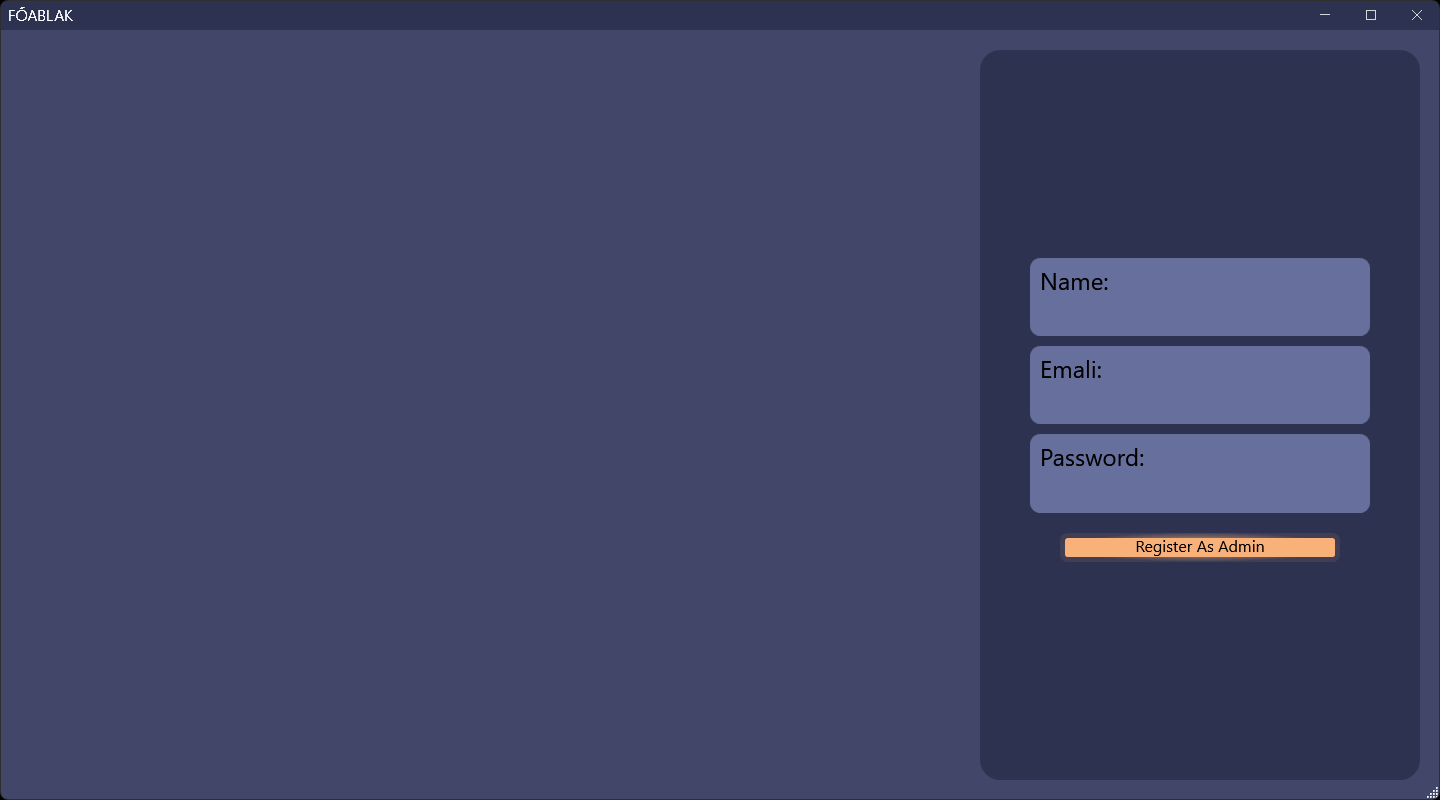 FŐABLAK
Name:
Emali:
Password:
Register As Admin